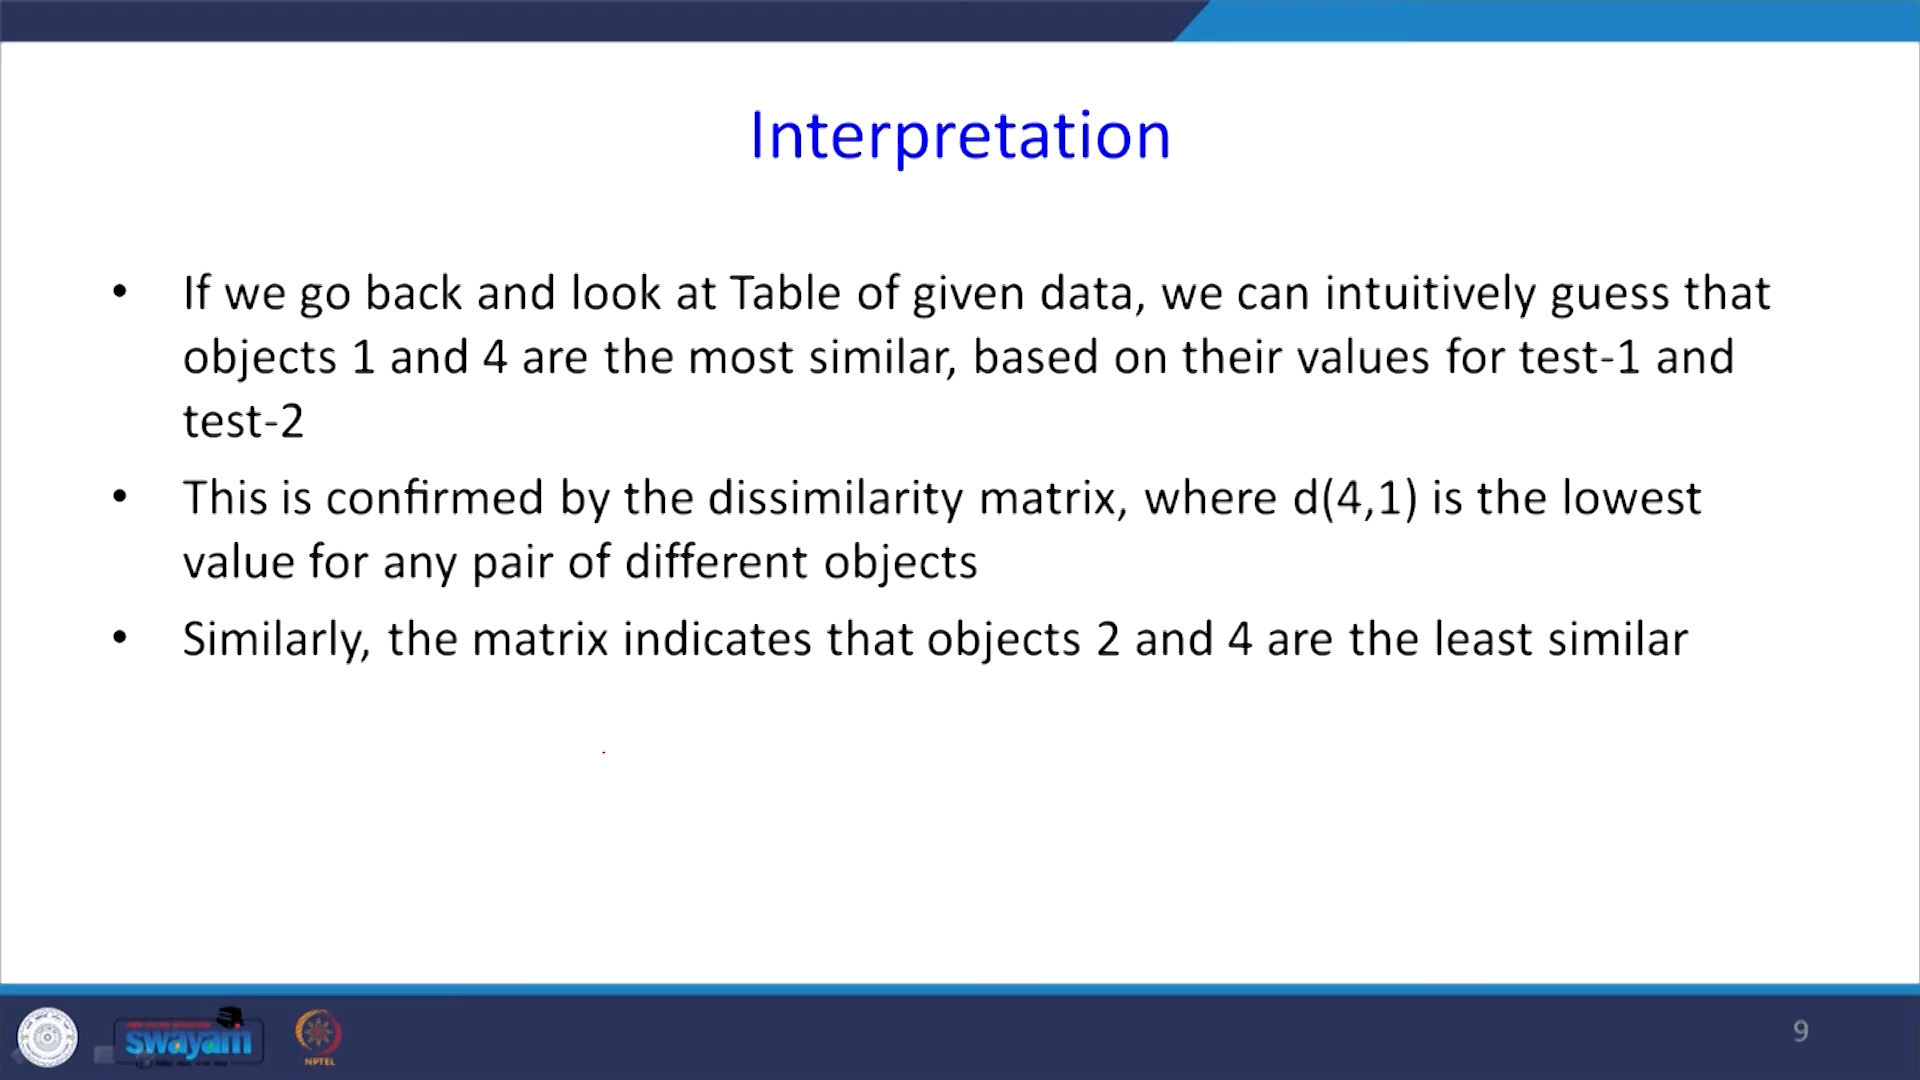 Interpretation
• If we go back and look at Table of given data, we can intuitively guess that
objects 1 and 4 are the most similar, based on their values for test-1 and
test-2
• This is confirmed by the dissimilarity matrix, where d(4,1) is the lowest
value for any pair of different objects
• Similarly, the matrix indicates that objects 2 and 4 are the least similar
swayam
NPTEL
9